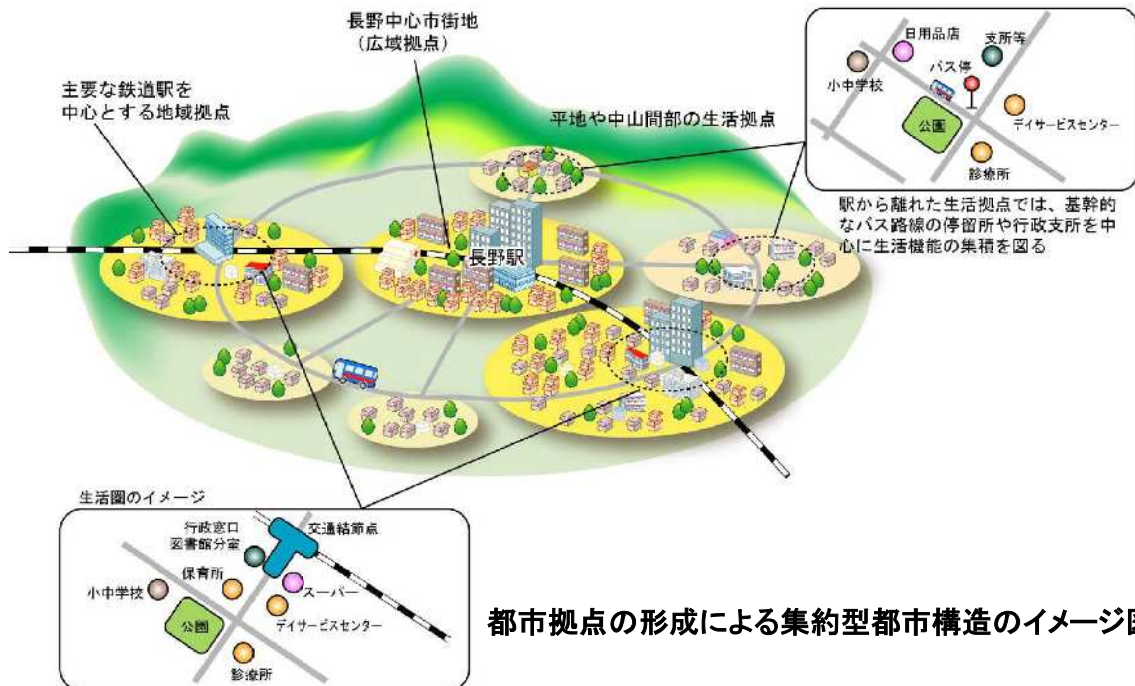 長野中心市街地
(広域拠点)
主要な鉄道駅を
中心とする地域拠点
平地や中山間部の生活拠点
長野駅
日用品店
支所等
小中学校
バス停
公園
デイサービスセンター
診療所
駅から離れた生活拠点では、基幹的
なバス路線の停留所や行政支所を中
心に生活機能の集積を図る
生活圏のイメージ
行政窓口
図書館分室
交通結節点
保育所
小中学校
スーパー
デイサービスセンター
公園
診療所
都市拠点の形成による集約型都市構造のイメージ図